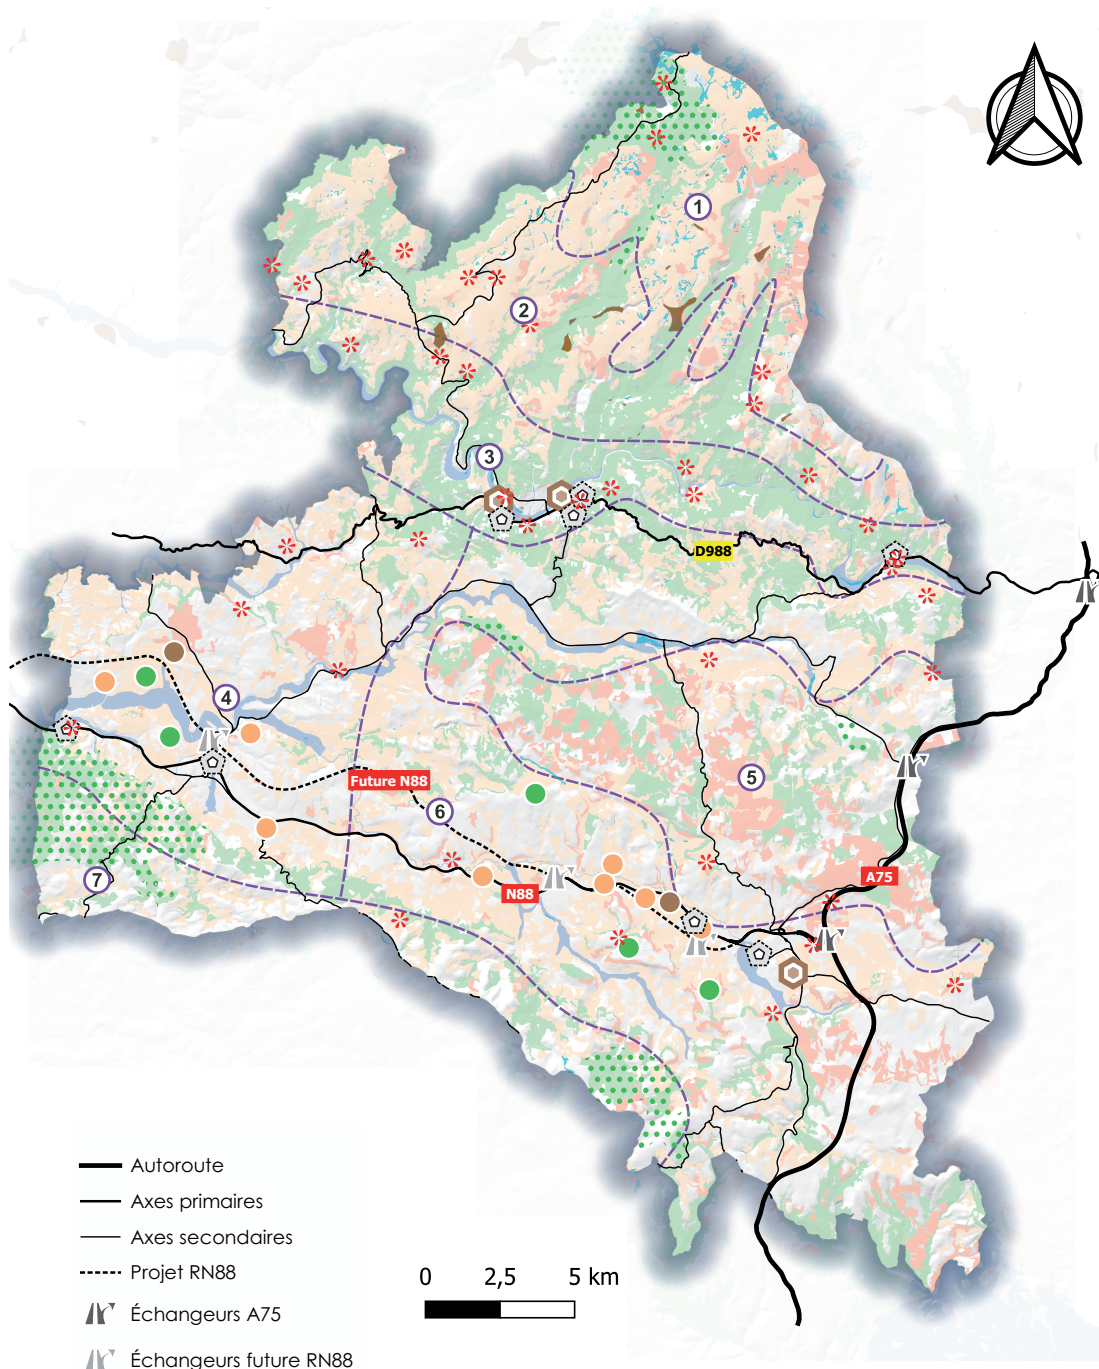 1
2
3
D988
4
Future N88
5
6
A75
7
N88
Autoroute
Axes primaires
Axes secondaires
Projet RN88
Échangeurs A75
Échangeurs future RN88
0 2,5 5 km